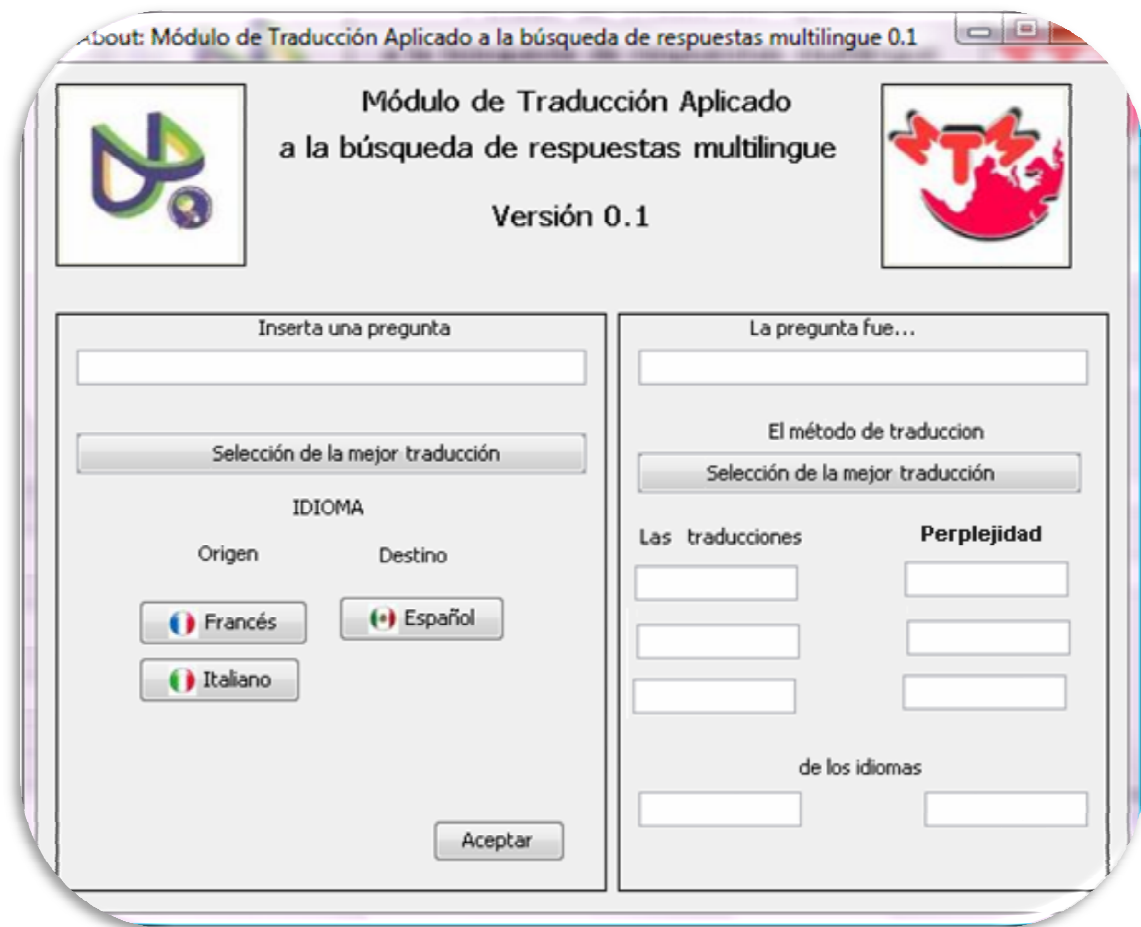 About: Módulo de Traducción Aplicado a la búsqueda de respuestas multilingue 0.1
Módulo de Traducción Aplicado
a la búsqueda de respuestas multilingue
Versión 0.1
MTM
Inserta una pregunta
Selección de la mejor traducción
IDIOMA
Origen
Destino
Francés
Español
Italiano
Aceptar
La pregunta fue...
El método de traduccion
Selección de la mejor traducción
Las traducciones
Perplejidad
de los idiomas